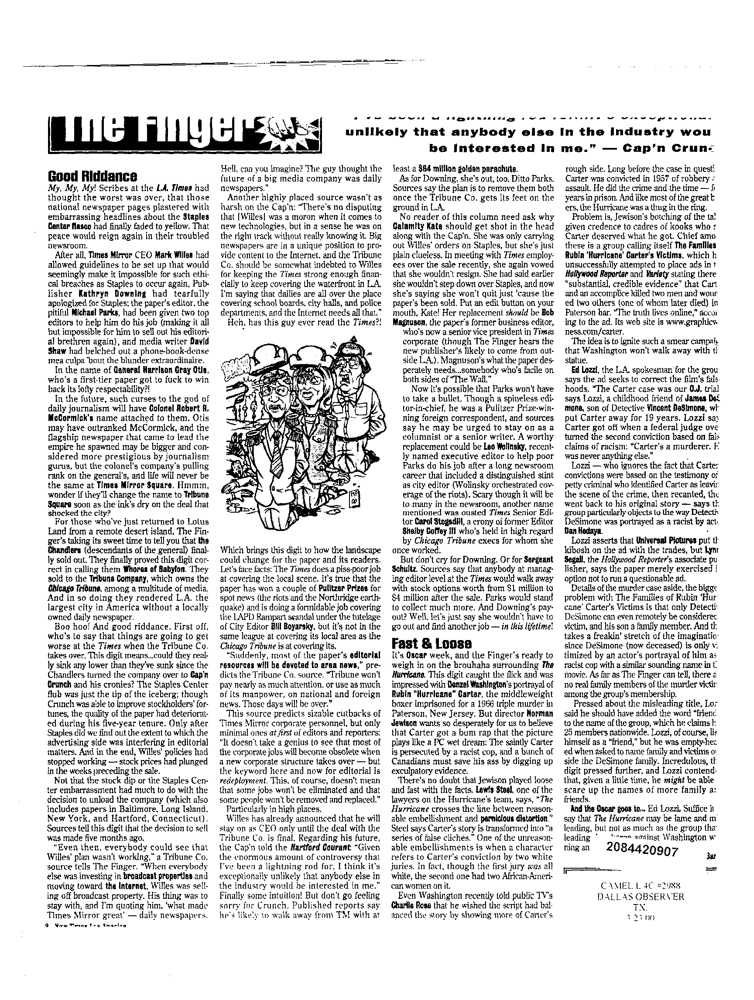 The Finger
unlikely that anybody else in the industry wou
be interested in me." — Cap'n Crun
Good Riddance
My, My, My! Scribes at the L.A. Times had
thought the worst was over, that those
national newspaper pages plastered with
embarrassing headlines about the Staples
Center fiasco had finally faded to yellow. That
peace would reign again in their troubled
newsroom.
After all, Times Mirror CEO Mark Willes had
allowed guidelines to be set up that would
seemingly make it impossible for such ethi-
cal breaches as Staples to occur again. Pub-
lisher Kathryn Downing had tearfully
apologized for Staples; the paper's editor, the
pitiful Michael Parks, had been given two top
editors to help him do his job (making it all
but impossible for him to sell out his editori-
al brethren again), and media writer David
Shaw had belched out a phone-book-dense
mea culpa 'bout the blunder extraordinaire.
In the name of General Harrison Gray Otis,
who's a first-tier paper got to fuck to win
back its lofty respectability?!
In the future, such curses to the god of
daily journalism will have Colonel Robert R.
McCormick's name attached to them. Otis
may have outranked McCormick, and the
flagship newspaper that came to lead the
empire he spawned may be bigger and con-
sidered more prestigious by journalism
gurus, but the colonel's company's pulling
rank on the general's, and life will never be
the same at Times Mirror Square. Hmmm,
wonder if they'll change the name to Tribune
Square soon as the ink's dry on the deal that
shocked the city?
For those who've just returned to Lotus
Land from a remote desert island, The Fin-
ger's taking its sweet time to tell you that the
Chandlers (descendants of the general) final-
ly sold out. They finally proved this digit cor-
rect in calling them Whores of Babylon. They
sold to the Tribune Company, which owns the
Chicago Tribune, among a multitude of media.
And in so doing they rendered L.A. the
largest city in America without a locally
owned daily newspaper.
Boo hoo! And good riddance. First off,
who's to say that things are going to get
worse at the Times when the Tribune Co.
takes over. This digit means...could they real-
ly sink any lower than they've sunk since the
Chandlers turned the company over to Cap'n
Crunch and his cronies? The Staples Center
flub was just the tip of the iceberg; though
Crunch was able to improve stockholders' for-
tunes, the quality of the paper had deteriorat-
ed during his five-year tenure. Only after
Staples did we find out the extent to which the
advertising side was interfering in editorial
matters. And in the end, Willes' policies had
stopped working — stock prices had plunged
in the weeks preceding the sale.
Not that the stock dip or the Staples Cen-
ter embarrassment had much to do with the
decision to unload the company (which also
includes papers in Baltimore, Long Island,
New York, and Hartford, Connecticut).
Sources tell this digit that the decision to sell
was made five months ago.
"Even then, everybody could see that
Willes' plan wasn't working," a Tribune Co.
source tells The Finger. "When everybody
else was investing in broadcast properties and
moving toward the Internet, Willes was sell-
ing off broadcast property. His thing was to
stay with, and I'm quoting him, 'what made
Times Mirror great' — daily newspapers.
Hell, can you imagine? The guy thought the
future of a big media company was daily
newspapers."
Another highly placed source wasn't as
harsh on the Cap'n: "There's no disputing
that [Willes] was a moron when it comes to
new technologies, but in a sense he was on
the right track without really knowing it. Big
newspapers are in a unique position to pro-
vide content to the Internet, and the Tribune
Co. should be somewhat indebted to Willes
for keeping the Times strong enough finan-
cially to keep covering the waterfront in L.A.
I'm saying that dailies are all over the place
covering school boards, city halls, and police
departments, and the Internet needs all that."
Heh, has this guy ever read the Times?!
Which brings this digit to how the landscape
could change for the paper and its readers.
Let's face facts: The Times does a piss-poor job
at covering the local scene. It's true that the
paper has won a couple of Pulitzer Prizes for
spot news (the riots and the Northridge earth-
quake) and is doing a formidable job covering
the LAPD Rampart scandal under the tutelage
of City Editor Bill Boyarsky, but it's not in the
same league at covering its local area as the
Chicago Tribune is at covering its.
"Suddenly, most of the paper's editorial
resources will be devoted to area news," pre-
dicts the Tribune Co. source. "Tribune won't
pay nearly as much attention, or use as much
of its manpower, on national and foreign
news. Those days will be over."
This source predicts sizable cutbacks of
Times Mirror corporate personnel, but only
minimal ones at first of editors and reporters:
"It doesn't take a genius to see that most of
the corporate jobs will become obsolete when
a new corporate structure takes over — but
the keyword here and now for editorial is
redeployment. This, of course, doesn't mean
that some jobs won't be eliminated and that
some people won't be removed and replaced."
Particularly in high places.
Willes has already announced that he will
stay on as CEO only until the deal with the
Tribune Co. is final. Regarding his future,
the Cap'n told the Hartford Courant: "Given
the enormous amount of controversy that
I've been a lightning rod for, I think it's
exceptionally unlikely that anybody else in
the industry would be interested in me."
Finally some intuition! But don't go feeling
sorry for Crunch. Published reports say
he's likely to walk away from TM with at
least a $64 million golden parachute.
As for Downing, she's out, too. Ditto Parks.
Sources say the plan is to remove them both
once the Tribune Co. gets its feet on the
ground in L.A.
No reader of this column need ask why
Calamity Kate should get shot in the head
along with the Cap'n. She was only carrying
out Willes' orders on Staples, but she's just
plain clueless. In meeting with Times employ-
ees over the sale recently, she again vowed
that she wouldn't resign. She had said earlier
she wouldn't step down over Staples, and now
she's saying she won't quit just 'cause the
paper's been sold. Put an edit button on your
mouth, Kate! Her replacement should be Bob
Magnuson, the paper's former business editor,
who's now a senior vice president in Times
corporate (though The Finger hears the
new publisher's likely to come from out-
side L.A.). Magnuson's what the paper des-
perately needs...somebody who's facile on
both sides of "The Wall."
Now it's possible that Parks won't have
to take a bullet. Though a spineless edi-
tor-in-chief, he was a Pulitzer Prize-win-
ning foreign correspondent, and sources
say he may be urged to stay on as a
columnist or a senior writer. A worthy
replacement could be Leo Wolinsky, recent-
ly named executive editor to help poor
Parks do his job after a long newsroom
career that included a distinguished stint
as city editor (Wolinsky orchestrated cov-
erage of the riots). Scary though it will be
to many in the newsroom, another name
mentioned was ousted Times Senior Edi-
tor Carol Stogsdill, a crony of former Editor
Shelby Coffey III who's held in high regard
by Chicago Tribune execs for whom she
once worked.
But don't cry for Downing. Or for Sergeant
Schultz. Sources say that anybody at manag-
ing editor level at the Times would walk away
with stock options worth from $1 million to
$4 million after the sale. Parks would stand
to collect much more. And Downing's pay-
out? Well, let's just say she wouldn't have to
go out and find another job — in this lifetime!
Fast & Loose
It's Oscar week, and the Finger's ready to
weigh in on the brouhaha surrounding The
Hurricane. This digit caught the flick and was
impressed with Denzel Washington's portrayal of
Rubin "Hurricane" Carter, the middleweight
boxer imprisoned for a 1966 triple murder in
Paterson, New Jersey. But director Norman
Jewison wants so desperately for us to believe
that Carter got a bum rap that the picture
plays like a PC wet dream: The saintly Carter
is persecuted by a racist cop, and a bunch of
Canadians must save his ass by digging up
exculpatory evidence.
There's no doubt that Jewison played loose
and fast with the facts. Lewis Steel, one of the
lawyers on the Hurricane's team, says, "The
Hurricane crosses the line between reason-
able embellishment and pernicious distortion."
Steel says Carter's story is transformed into "a
series of false cliches." One of the unreason-
able embellishments is when a character
refers to Carter's conviction by two white
juries. In fact, though the first jury was all
white, the second one had two African-Ameri-
can women on it.
Even Washington recently told public TV's
Charlie Rose that he wished the script had bal-
anced the story by showing more of Carter's
rough side. Long before the case in questi
Carter was convicted in 1957 of robbery
assault. He did the crime and the time —
years in prison. And like most of the great b
ers, the Hurricane was a thug in the ring.
Problem is, Jewison's botching of the ta
given credence to cadres of kooks who
Carter deserved what he got. Chief amo
these is a group calling itself The Families
Rubin 'Hurricane' Carter's Victims, which h
unsuccessfully attempted to place ads in
Hollywood Reporter and Variety stating there
"substantial, credible evidence" that Cart
and an accomplice killed two men and woun
ed two others (one of whom later died) in
Paterson bar. "The truth lives online," accor
ing to the ad. Its web site is www.graphicw
ness.com/carter.
The idea is to ignite such a smear campaig
that Washington won't walk away with t
statue.
Ed Lozzi, the L.A. spokesman for the grou
says the ad seeks to correct the film's fals
hoods. "The Carter case was our O.J. trial
says Lozzi, a childhood friend of James DeS
mone, son of Detective Vincent DeSimone, wh
put Carter away for 19 years. Lozzi say
Carter got off when a federal judge ove
turned the second conviction based on fals
claims of racism: "Carter's a murderer. H
was never anything else."
Lozzi — who ignores the fact that Carter
convictions were based on the testimony of
petty criminal who identified Carter as leavin
the scene of the crime, then recanted, the
went back to his original story — says th
group particularly objects to the way Detecti
DeSimone was portrayed as a racist by act
Dan Hedaya.
Lozzi asserts that Universal Pictures put th
kibosh on the ad with the trades, but Lynn
Segall, the Hollywood Reporter's associate pu
lisher, says the paper merely exercised i
option not to run a questionable ad.
Details of the murder case aside, the bigge
problem with The Families of Rubin 'Hur
cane' Carter's Victims is that only Detecti
DeSimone can even remotely be considered
victim, and his son a family member. And th
takes a freakin' stretch of the imaginatio
since DeSimone (now deceased) is only vi
timized by an actor's portrayal of him as
racist cop with a similar sounding name in t
movie. As far as The Finger can tell, there a
no real family members of the murder victi
among the group's membership.
Pressed about the misleading title, Loz
said he should have added the word "friend
to the name of the group, which he claims h
25 members nationwide. Lozzi, of course, li
himself as a "friend," but he was empty-hea
ed when asked to name family and victims o
side the DeSimone family. Incredulous, th
digit pressed further, and Lozzi contend
that, given a little time, he might be able
scare up the names of more family a
friends.
And the Oscar goes to... Ed Lozzi. Suffice it
say that The Hurricane may be lame and m
leading, but not as much as the group tha
leading against Washington w
ning an
2084420907
CAMEL L 4C #2988
DALLAS OBSERVER
TX.
3 23 00
New Times Los Angeles